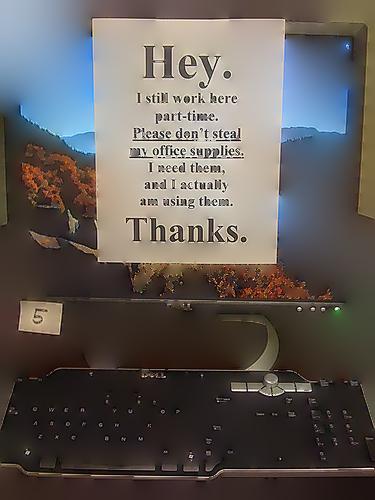 Hey.
I still work here
part-time.
Please don't steal
my office supplies.
I need them,
and I actually
am using them.
Thanks.
5
DELL
Q W E R Y U O P
A S D F G H K
Z X C B N M